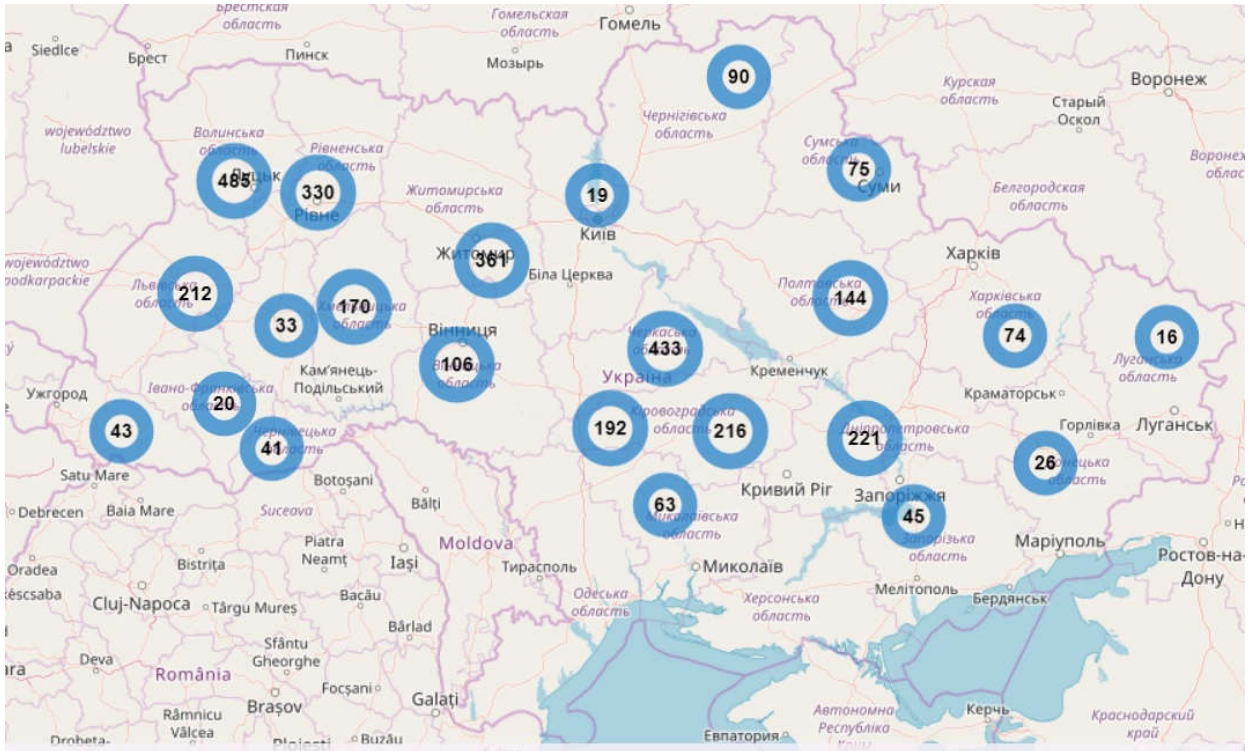 Брестская
область
Гомельская
область
Гомель
Siedlce
Брест
Пинск
Мозырь
90
Курская
область
Воронеж
Старый
Оскол
województwo
lubelskie
Волинська
область
Рівненська
область
Чернігівська
область
Сумська
область
485
Луцьк
330
Рівне
Житомирська
область
19
Київ
75
Суми
Белгородская
область
województwo
podkarpackie
Житомир
361
Біла Церква
Харків
212
Львівська
область
33
170
Хмельницька
область
Полтавська
область
144
Харківська
область
74
16
Луганська
область
Вінниця
106
Вінницька
область
Черкаська
область
433
Україна
Кременчук
Кам'янець-
Подільський
Ужгород
Івано-Франківська
область
20
Краматорськ
43
41
Чернівецька
область
192
Кіровоградська
область
216
221
Дніпропетровська
область
Горлівка
Луганськ
26
Донецька
область
Satu Mare
Botoșani
Bălți
Кривий Ріг
Запоріжжя
Debrecen
Baia Mare
Suceava
63
Миколаївська
область
45
Запорізька
область
Moldova
Piatra
Neamț
Iași
Тирасполь
Миколаїв
Маріуполь
Ростов-на-
Дону
Oradea
Bistrița
Cluj-Napoca
Târgu Mureș
Bacău
Одеська
область
Херсонська
область
Мелітополь
Бердянськ
Bârlad
Sfântu
Gheorghe
Deva
România
Focșani
Galați
Brașov
Râmnicu
Vâlcea
Buzău
Ploiești
Автономна
Республіка
Крим
Евпатория
Керчь
Краснодарский
край